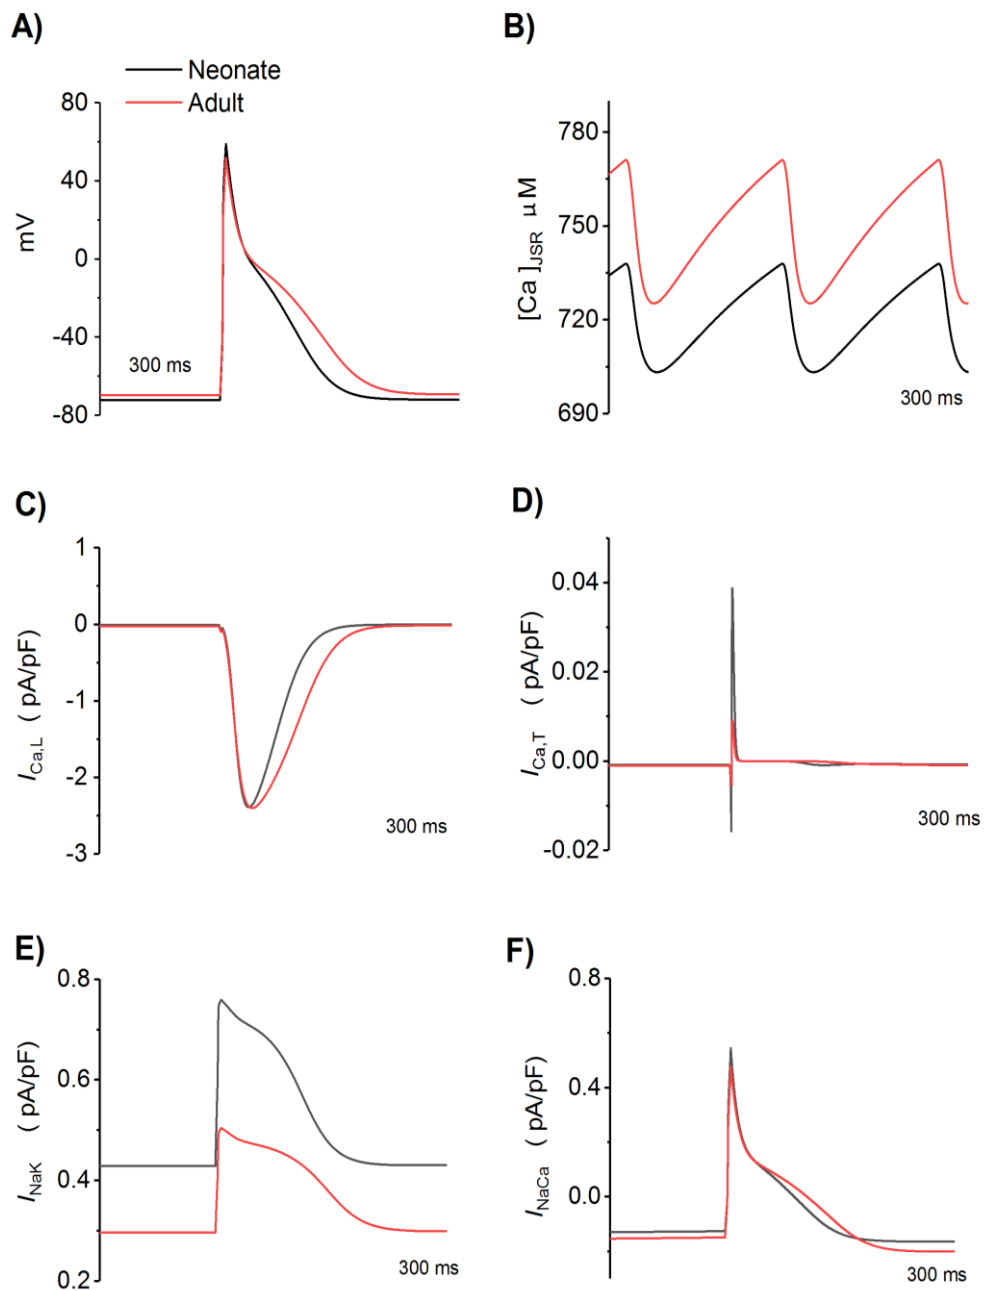 A)
Neonate
Adult
80
40
0
-40
-80
mV
300 ms
B)
780
750
720
690
[Ca ]JSR µM
300 ms
C)
1
0
-1
-2
-3
ICa,L ( pA/pF)
300 ms
D)
0.04
0.02
0.00
-0.02
ICa,T ( pA/pF)
300 ms
E)
0.8
0.6
0.4
0.2
INaK ( pA/pF)
300 ms
F)
0.8
0.4
0.0
INaCa ( pA/pF)
300 ms